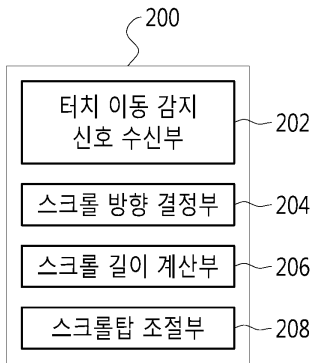 200
터치 이동 감지
신호 수신부
202
스크롤 방향 결정부
204
스크롤 길이 계산부
206
스크롤탑 조절부
208